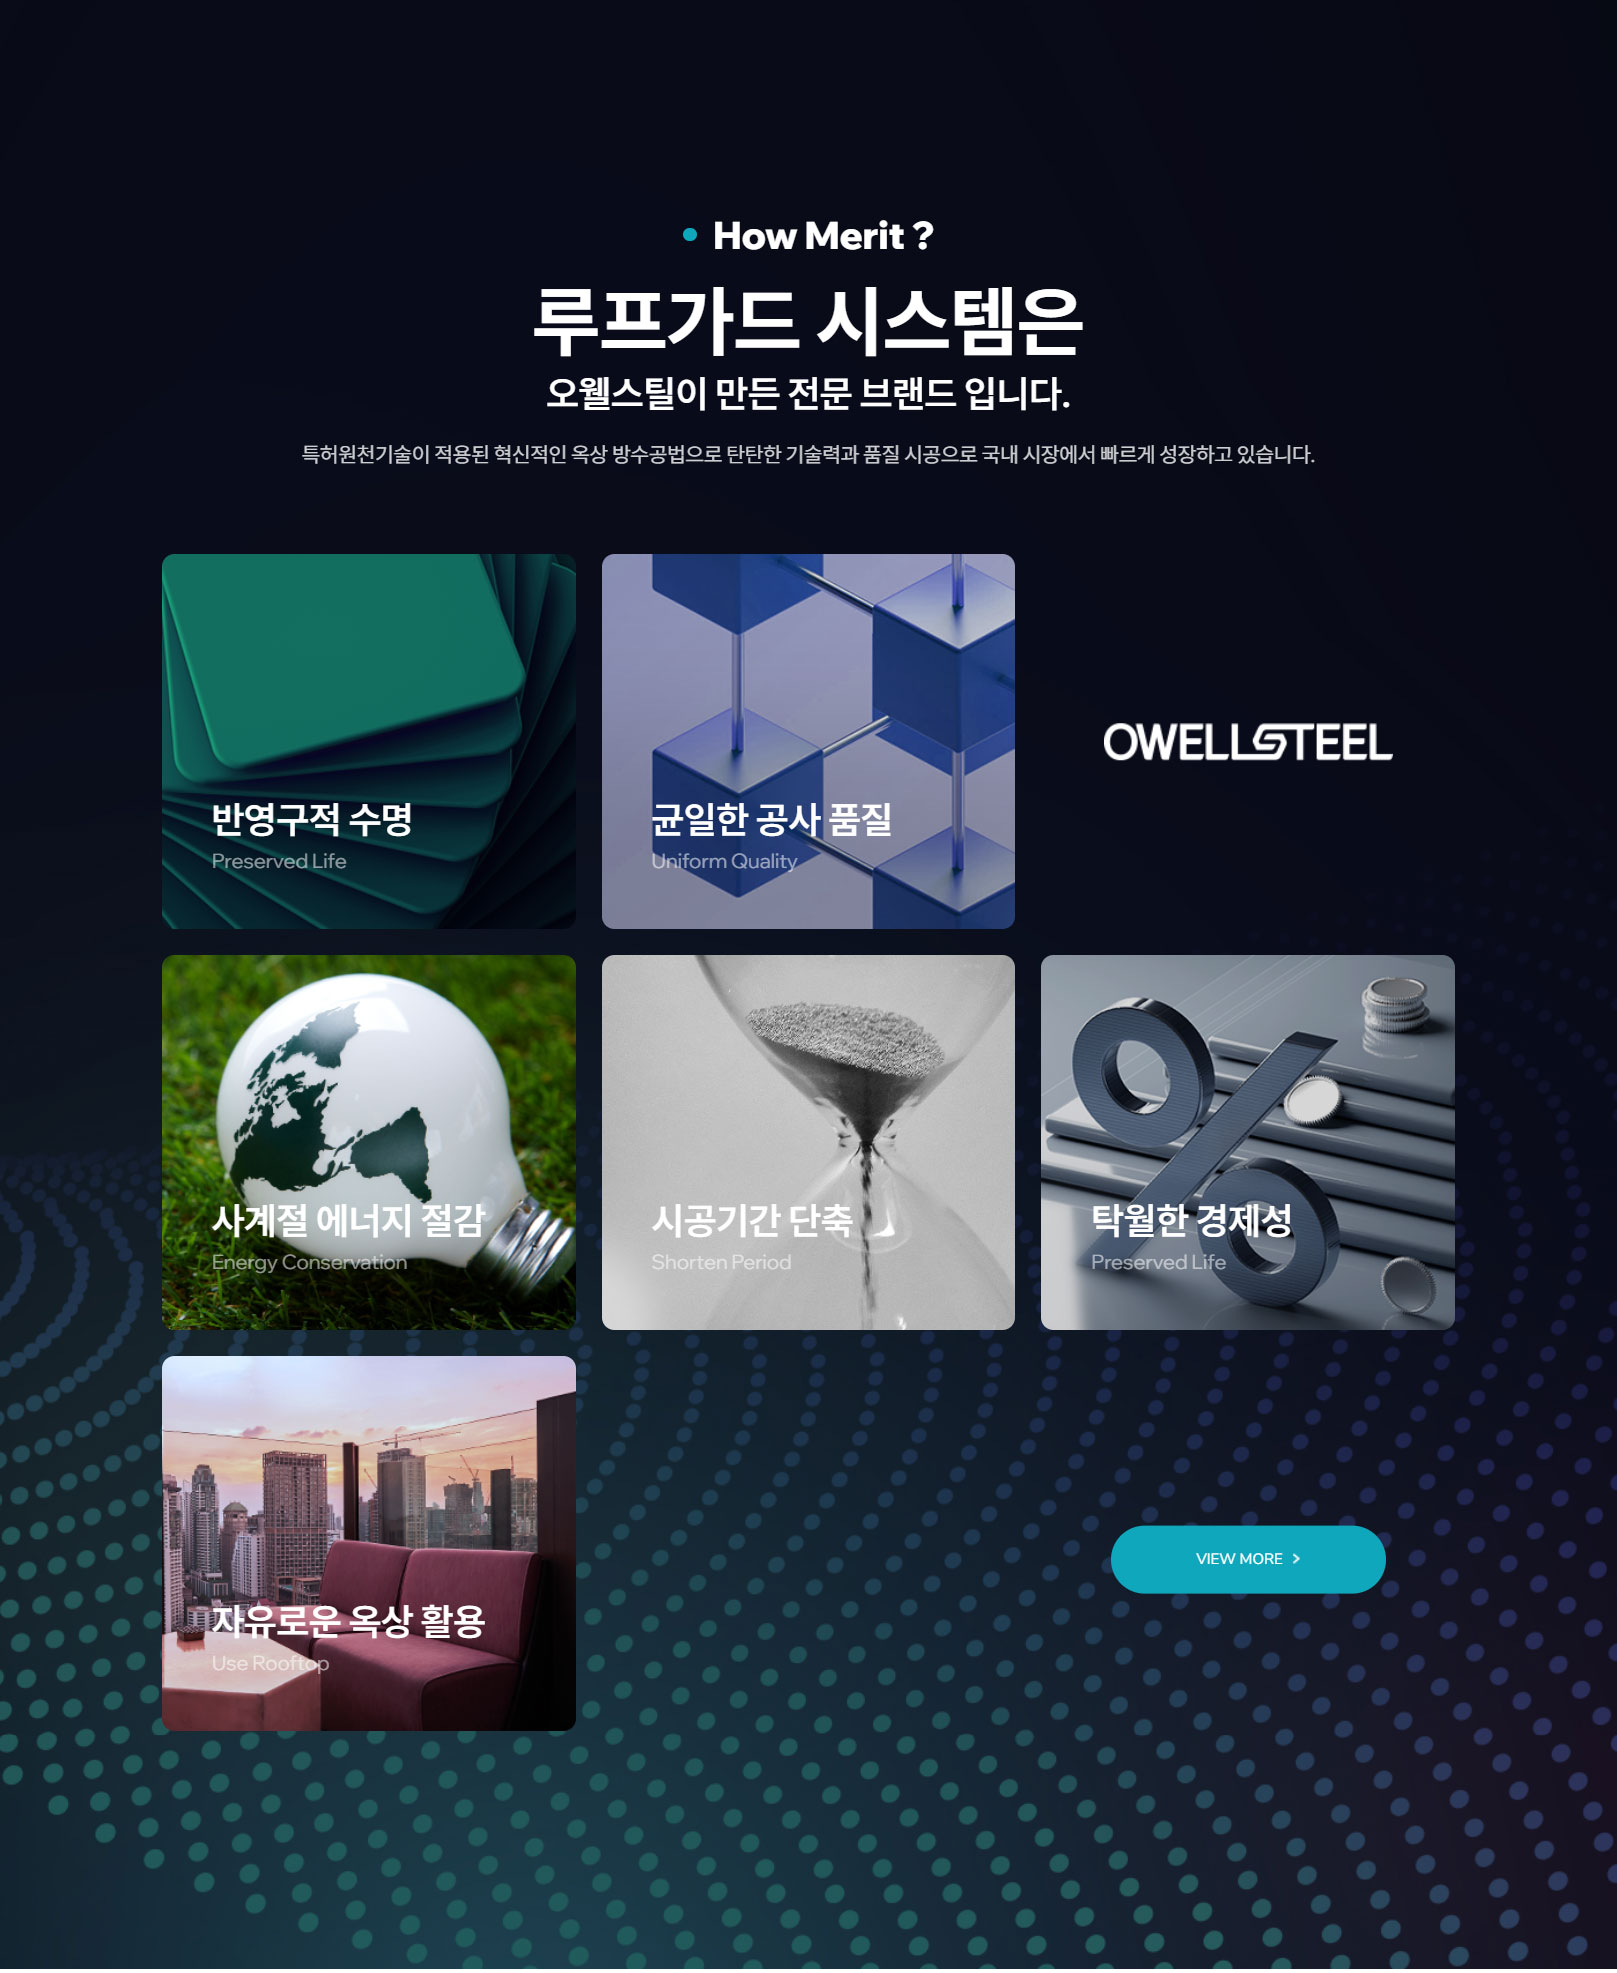 How Merit ?
루프가드 시스템은
오웰스틸이 만든 전문 브랜드 입니다.
특허원천기술이 적용된 혁신적인 옥상 방수공법으로 탄탄한 기술력과 품질 시공으로 국내 시장에서 빠르게 성장하고 있습니다.
반영구적 수명
Preserved Life
균일한 공사 품질
Uniform Quality
OWELLSTEEL
사계절 에너지 절감
Energy Conservation
시공기간 단축
Shorten Period
탁월한 경제성
Preserved Life
자유로운 옥상 활용
Use Rooftop
VIEW MORE